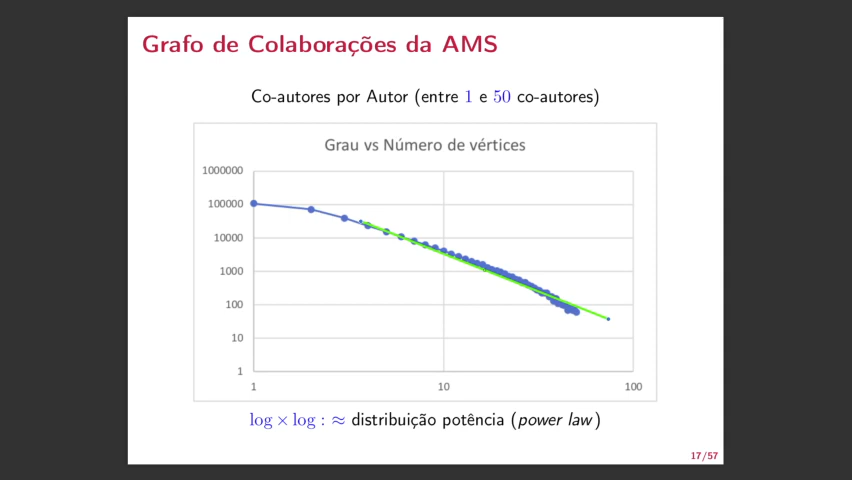 Grafo de Colaborações da AMS
Co-autores por Autor (entre 1 e 50 co-autores)
Grau vs Número de vértices
1000000
100000
10000
1000
100
10
1
1 10 100
log × log : ≈ distribuição potência (power law)
17/57